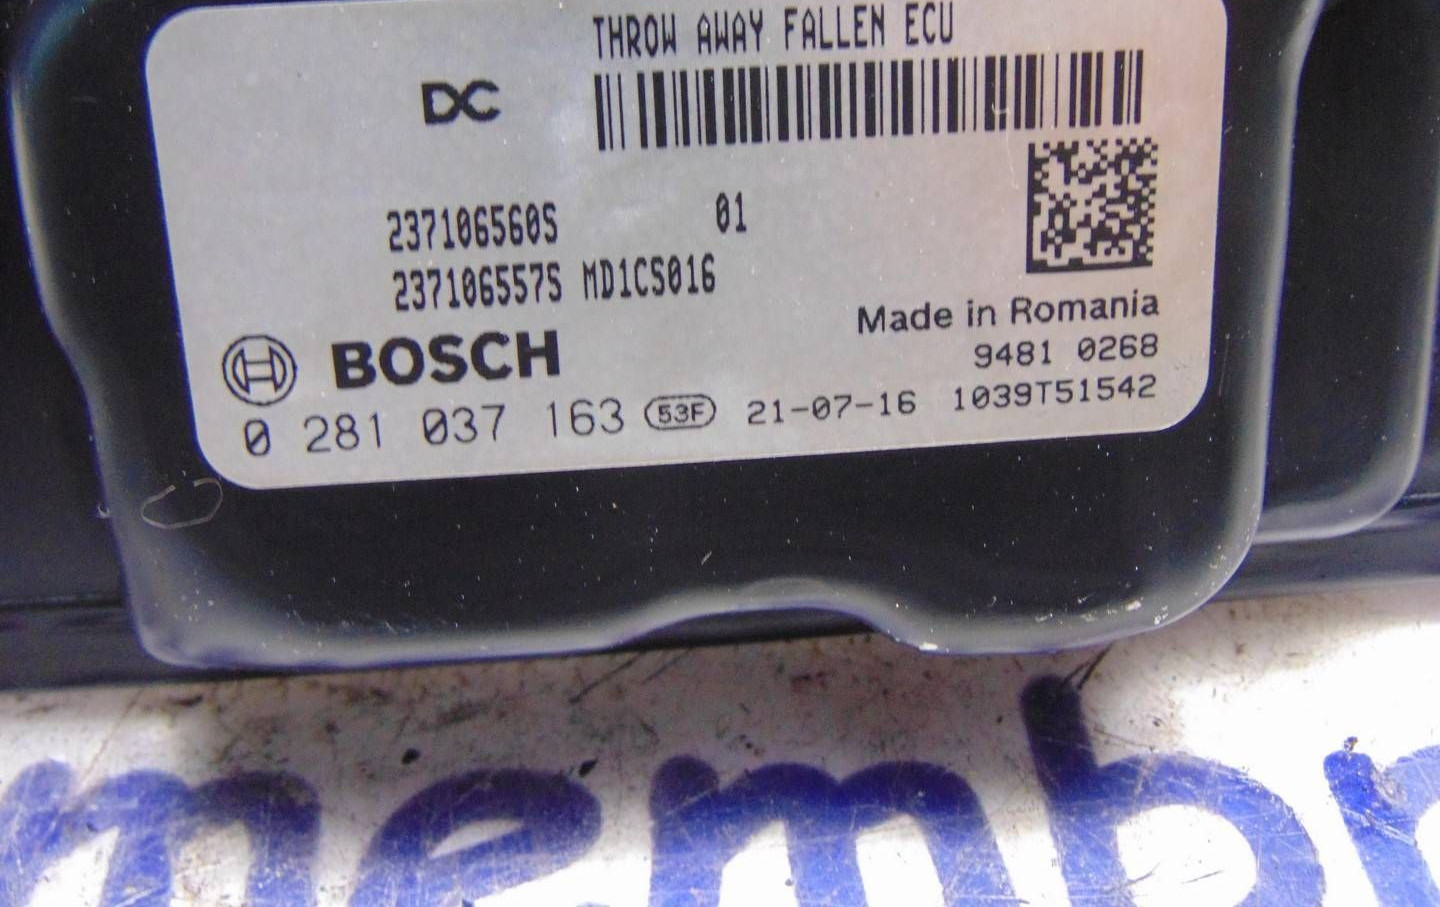 THROW AWAY FALLEN ECU
DC
237106560S 01
237106557S MD1CS016
Made in Romania
BOSCH
9481 0268
0 281 037 163 53F 21-07-16 1039T51542
membr